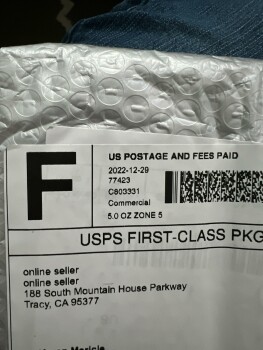 F
US POSTAGE AND FEES PAID
2022-12-29
77423
C803331
Commercial
5.0 OZ ZONE 5
USPS FIRST-CLASS PKG
online seller
online seller
188 South Mountain House Parkway
Tracy, CA 95377